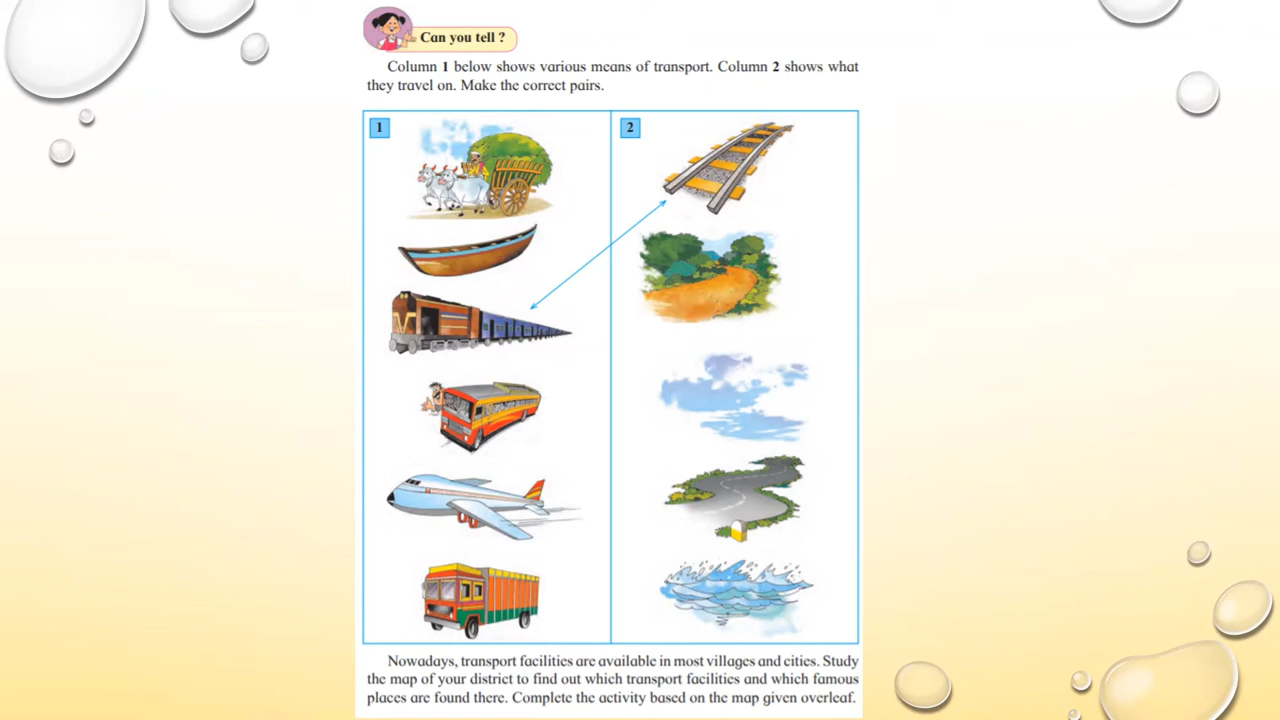 Can you tell ?
Column 1 below shows various means of transport. Column 2 shows what
they travel on. Make the correct pairs.
1
2
Nowadays, transport facilities are available in most villages and cities. Study
the map of your district to find out which transport facilities and which famous
places are found there. Complete the activity based on the map given overleaf.